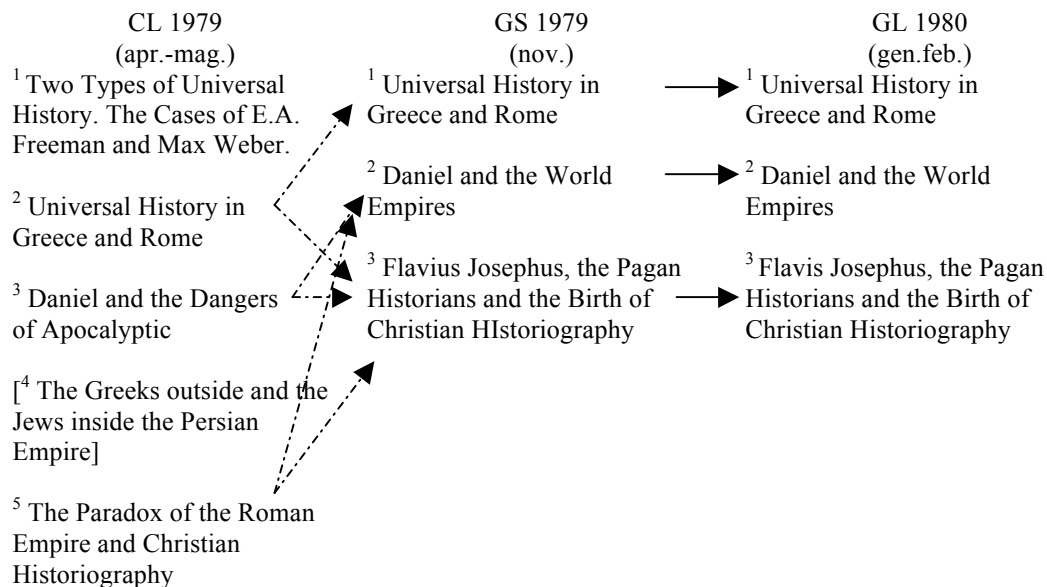 CL 1979
(apr.-mag.)
1 Two Types of Universal
History. The Cases of E.A.
Freeman and Max Weber.
2 Universal History in
Greece and Rome
3 Daniel and the Dangers
of Apocalyptic
[4 The Greeks outside and the
Jews inside the Persian
Empire]
5 The Paradox of the Roman
Empire and Christian
Historiography
GS 1979
(nov.)
1 Universal History in
Greece and Rome
2 Daniel and the World
Empires
3 Flavius Josephus, the Pagan
Historians and the Birth of
Christian HIstoriography
GL 1980
(gen.feb.)
1 Universal History in
Greece and Rome
2 Daniel and the World
Empires
3 Flavis Josephus, the Pagan
Historians and the Birth of
Christian Historiography